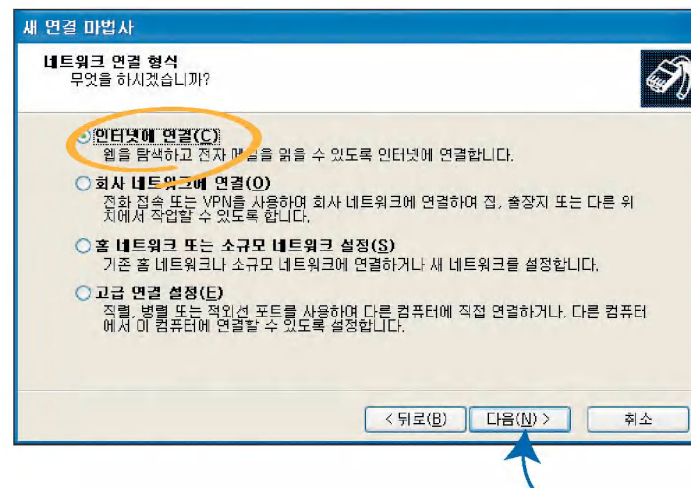 새 연결 마법사
네트워크 연결 형식
무엇을 하시겠습니까?
인터넷에 연결(C)
웹을 탐색하고 전자 메일을 읽을 수 있도록 인터넷에 연결합니다.
회사 네트워크에 연결(O)
전화 접속 또는 VPN을 사용하여 회사 네트워크에 연결하여 집, 출장지 또는 다른 위
치에서 작업할 수 있도록 합니다.
홈 네트워크 또는 소규모 네트워크 설정(S)
기존 홈 네트워크나 소규모 네트워크에 연결하거나 새 네트워크를 설정합니다.
고급 연결 설정(E)
직렬, 병렬 또는 적외선 포트를 사용하여 다른 컴퓨터에 직접 연결하거나, 다른 컴퓨터
에서 이 컴퓨터에 연결할 수 있도록 설정합니다.
< 뒤로(B) 다음(N) > 취소